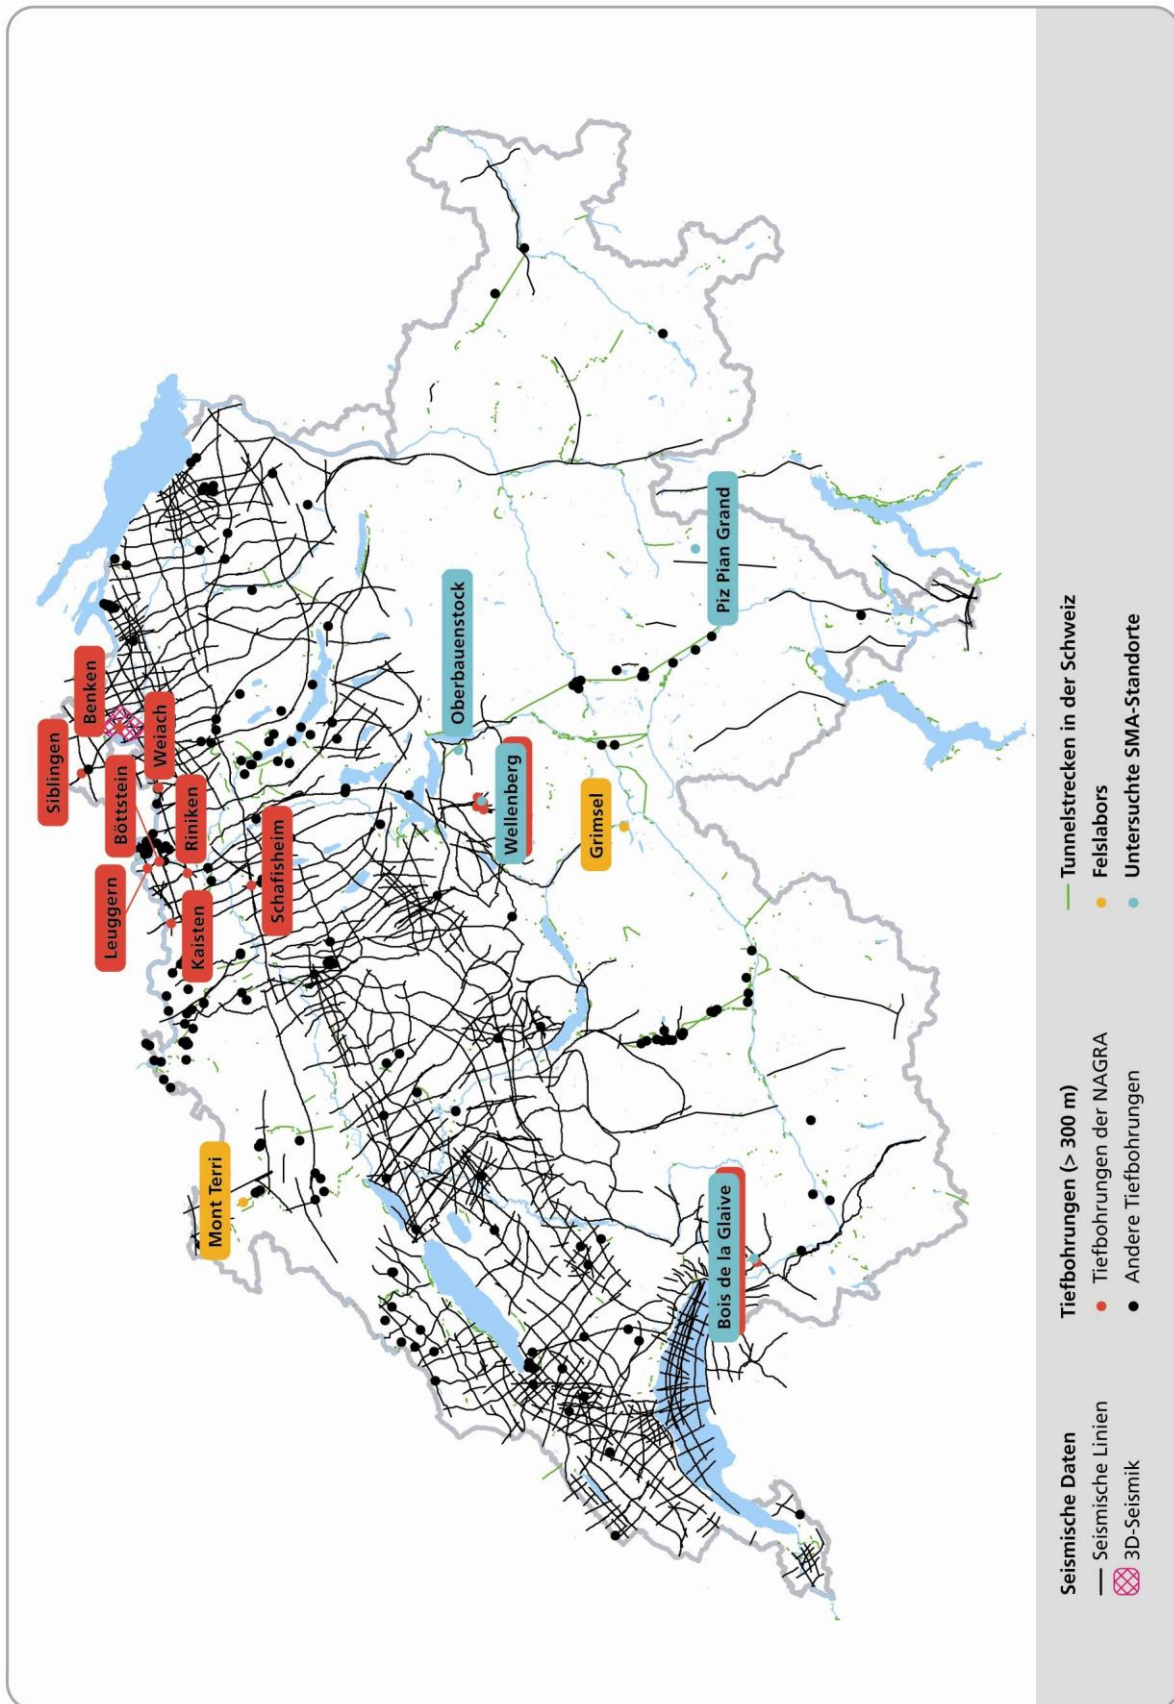 Siblingen
Benken
Leuggern
Böttstein
Weiach
Kaisten
Riniken
Schafisheim
Mont Terri
Oberbauenstock
Wellenberg
Grimsel
Piz Pian Grand
Bois de la Glaive
Seismische Daten
Seismische Linien
3D-Seismik
Tiefbohrungen (> 300 m)
Tiefbohrungen der NAGRA
Andere Tiefbohrungen
Tunnelstrecken in der Schweiz
Felslabors
Untersuchte SMA-Standorte